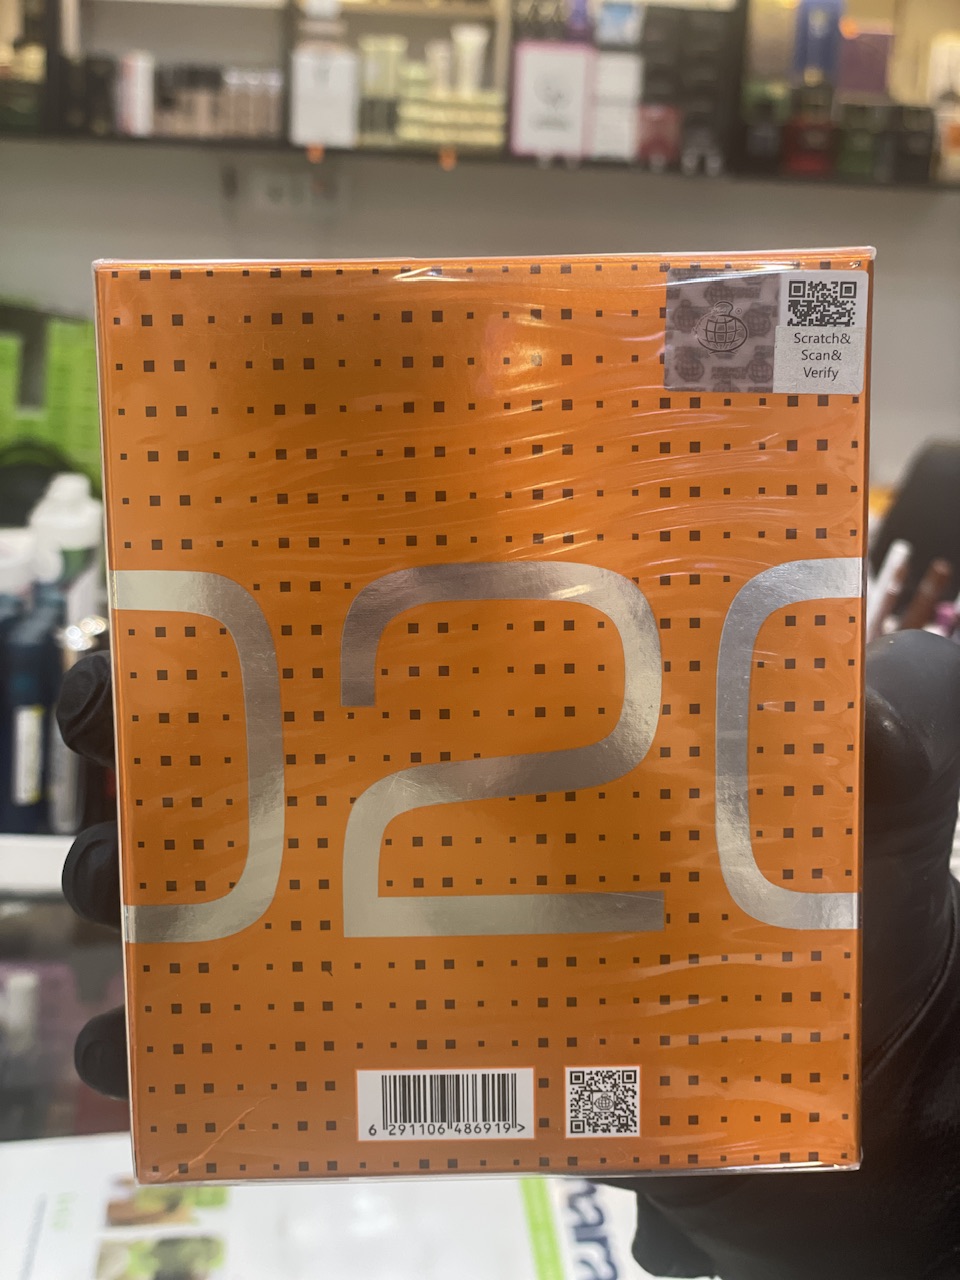 Scratch&
Scan&
Verify
020
6 291106 486919 >